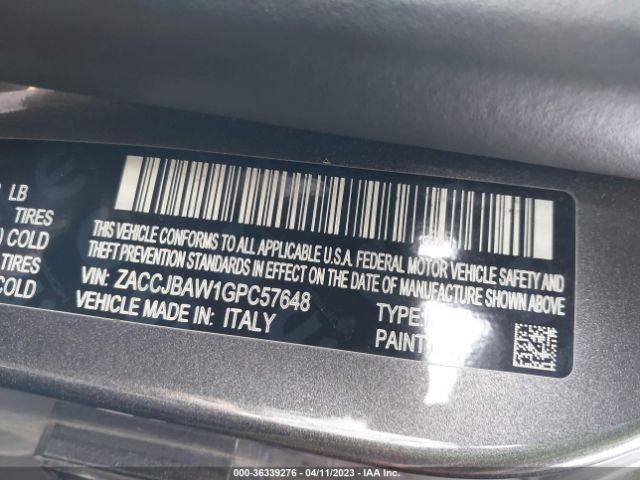 LB
TIRES
COLD
TIRES
COLD
THIS VEHICLE CONFORMS TO ALL APPLICABLE U.S.A. FEDERAL MOTOR VEHICLE SAFETY AND
THEFT PREVENTION STANDARDS IN EFFECT ON THE DATE OF MANUFACTURE SHOWN ABOVE
VIN: ZACCJBAW1GPC57648 TYPE:
VEHICLE MADE IN: ITALY PAINT:
000-36339276 - 04/11/2023 - IAA Inc.